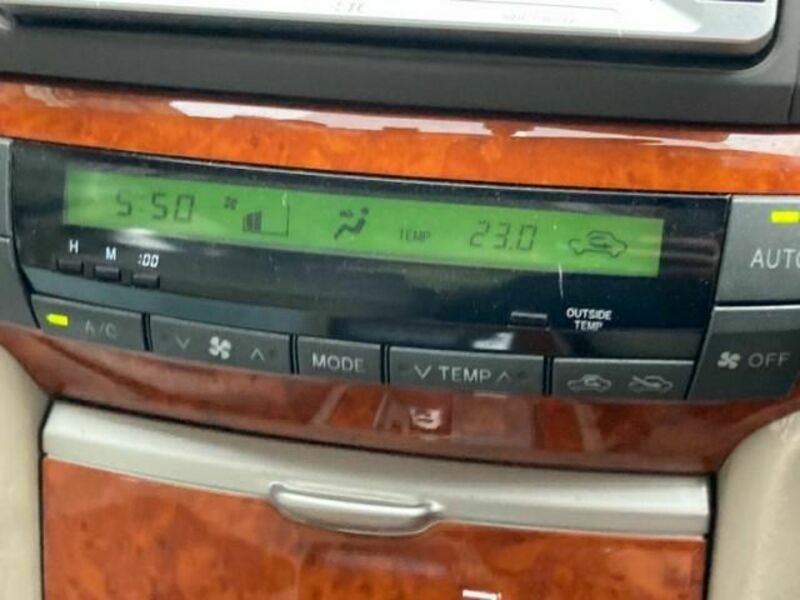 5:50 TEMP 23.0
AUTO
H M :00
OUTSIDE
TEMP
A/C
MODE
TEMP
OFF